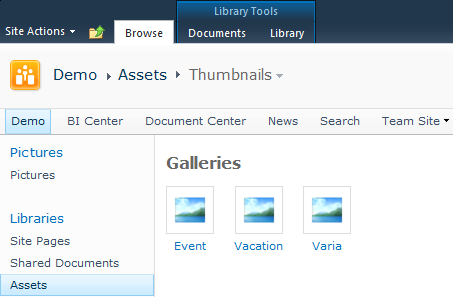 Library Tools
Site Actions Browse Documents Library
Demo Assets Thumbnails
Demo BI Center Document Center News Search Team Site
Pictures
Pictures
Libraries
Site Pages
Shared Documents
Assets
Galleries
Event Vacation Varia